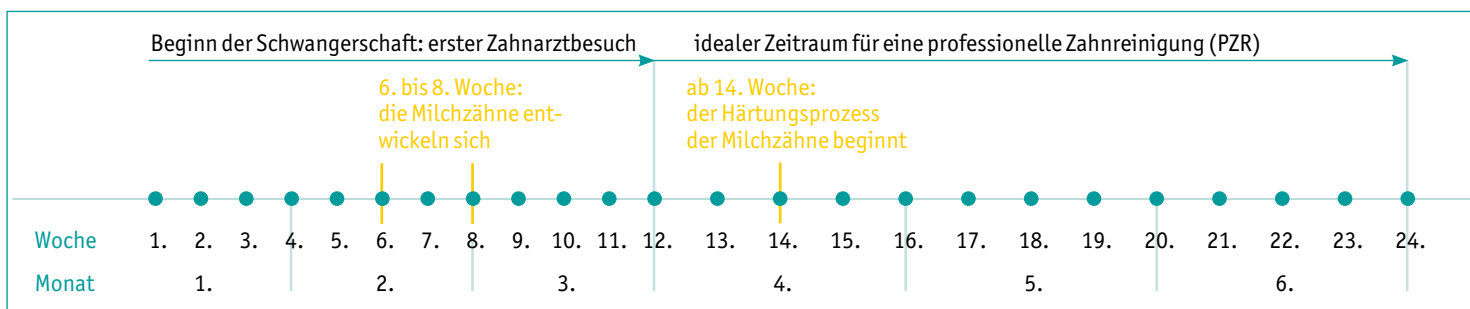 Beginn der Schwangerschaft: erster Zahnarztbesuch
idealer Zeitraum für eine professionelle Zahnreinigung (PZR)
6. bis 8. Woche:
die Milchzähne ent-
wickeln sich
ab 14. Woche:
der Härtungsprozess
der Milchzähne beginnt
Woche 1. 2. 3. 4. 5. 6. 7. 8. 9. 10. 11. 12. 13. 14. 15. 16. 17. 18. 19. 20. 21. 22. 23. 24.
Monat 1. 2. 3. 4. 5. 6.